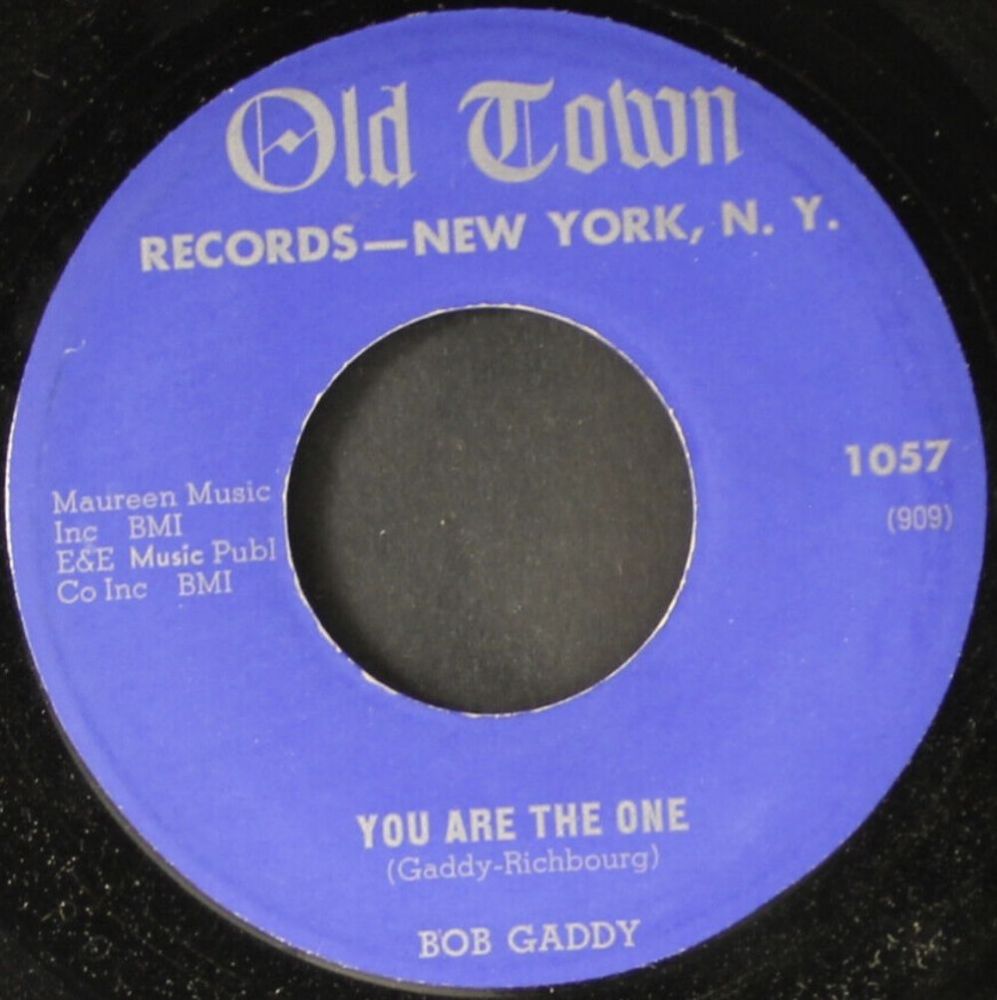 Old Town
RECORDS—NEW YORK, N. Y.
1057
(909)
Maureen Music
Inc BMI
E&E Music Publ
Co Inc BMI
YOU ARE THE ONE
(Gaddy-Richbourg)
BOB GADDY